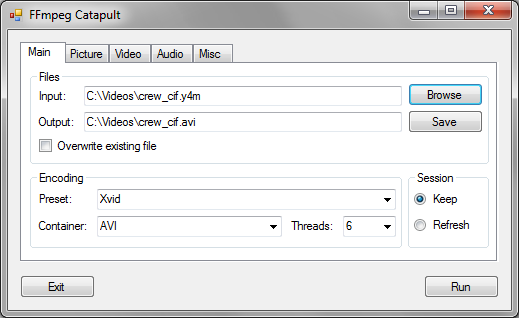 FFmpeg Catapult
Main Picture Video Audio Misc
Files
Input: C:\Videos\crew_cif.y4m Browse
Output: C:\Videos\crew_cif.avi Save
Overwrite existing file
Encoding Session
Preset: Xvid Keep
Container: AVI Threads: 6 Refresh
Exit Run